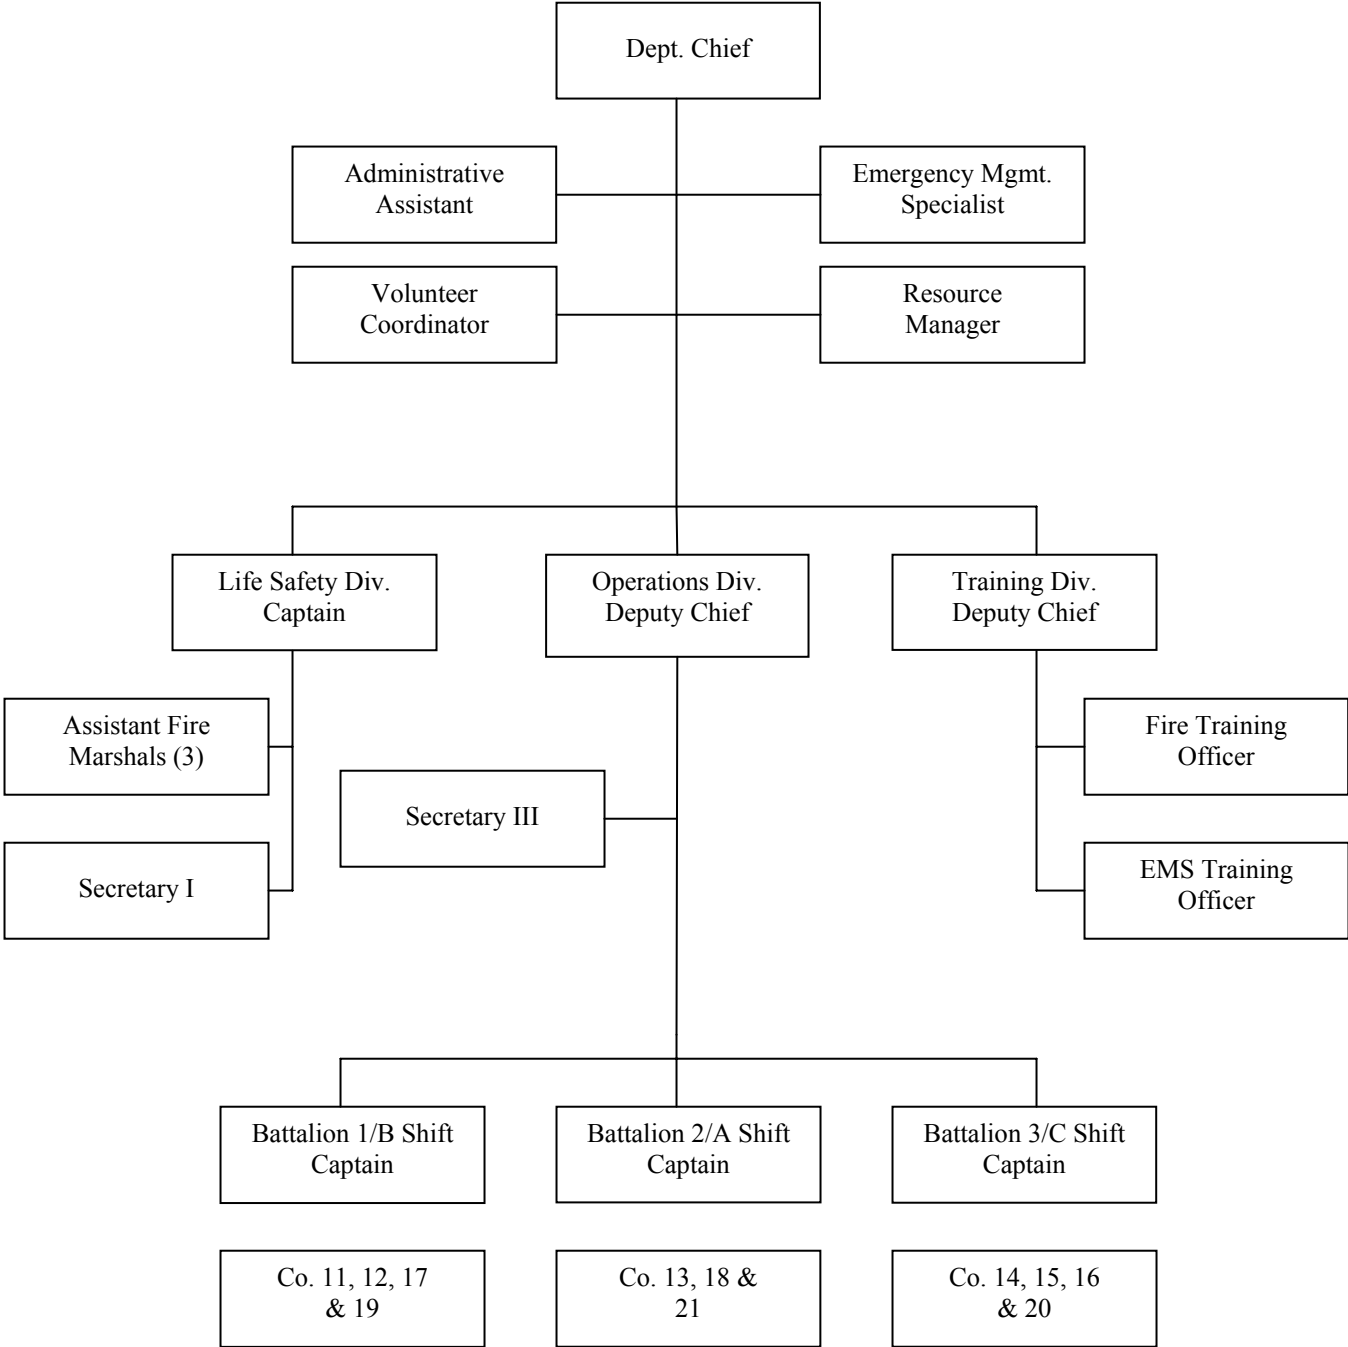 Dept. Chief
Administrative
Assistant
Emergency Mgmt.
Specialist
Volunteer
Coordinator
Resource
Manager
Life Safety Div.
Captain
Operations Div.
Deputy Chief
Training Div.
Deputy Chief
Assistant Fire
Marshals (3)
Fire Training
Officer
Secretary III
Secretary I
EMS Training
Officer
Battalion 1/B Shift
Captain
Battalion 2/A Shift
Captain
Battalion 3/C Shift
Captain
Co. 11, 12, 17
& 19
Co. 13, 18 &
21
Co. 14, 15, 16
& 20